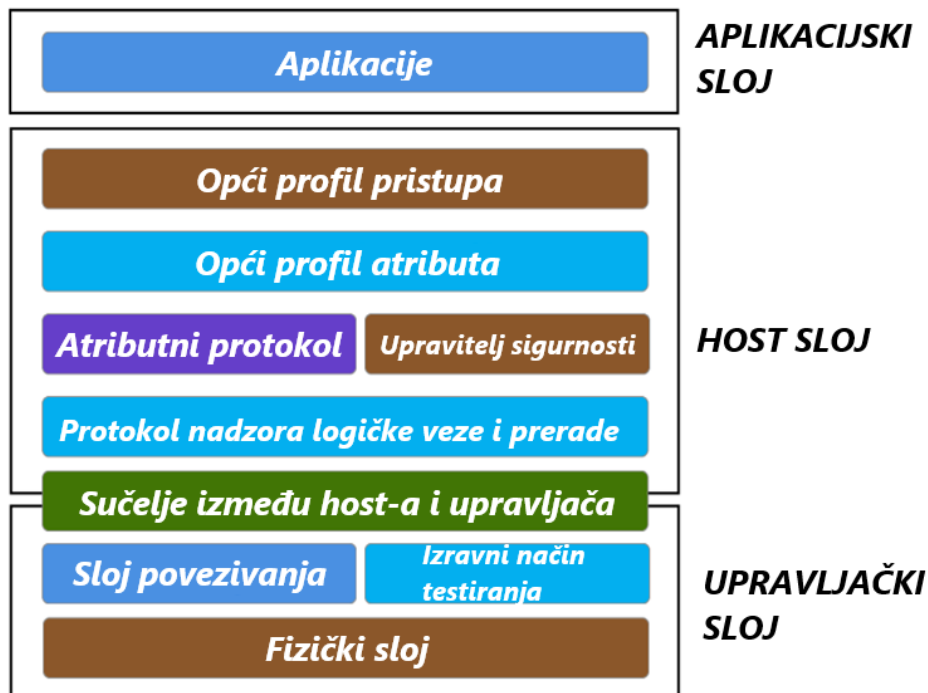 Aplikacije
APLIKACIJSKI
SLOJ
Opći profil pristupa
Opći profil atributa
Atributni protokol
Upravitelj sigurnosti
HOST SLOJ
Protokol nadzora logičke veze i prerade
Sučelje između host-a i upravljača
Sloj povezivanja
Izravni način
testiranja
UPRAVLJAČKI
SLOJ
Fizički sloj